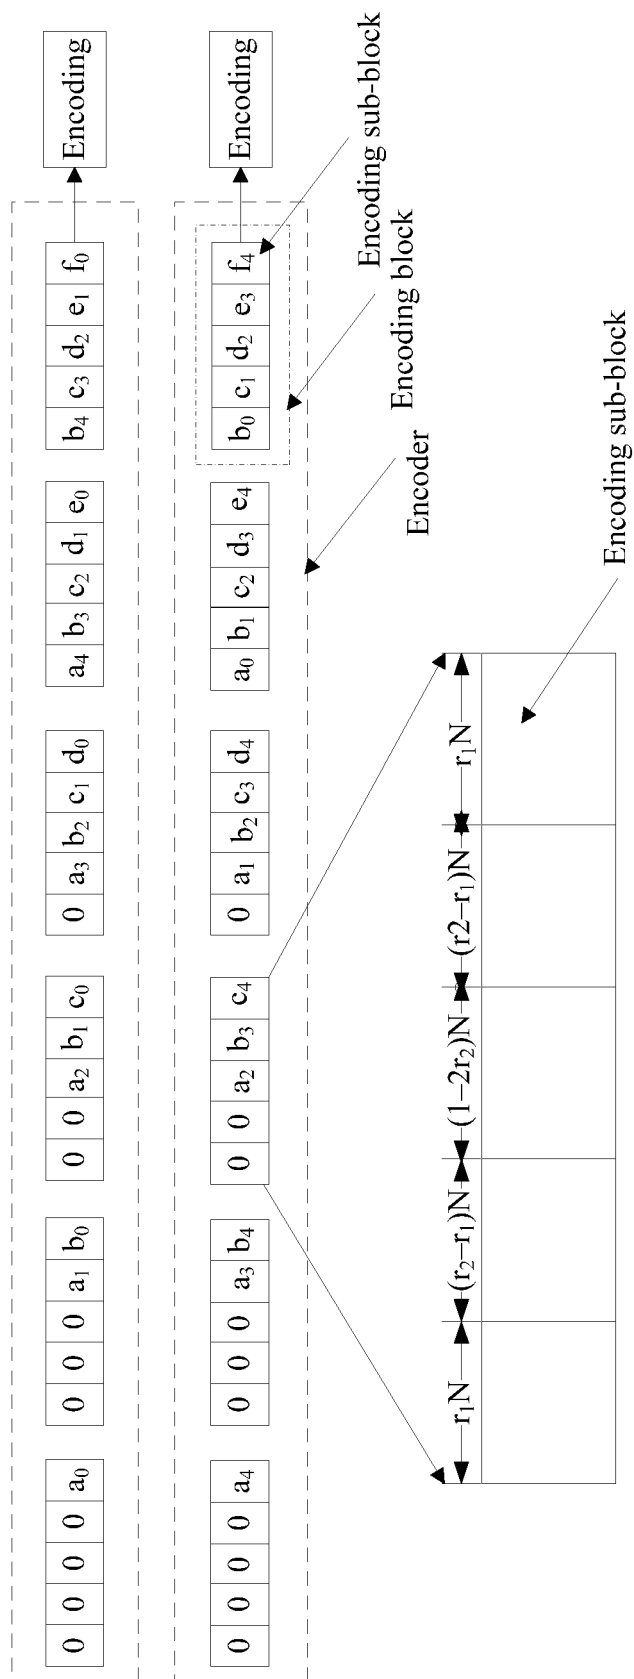 0 0 0 0 a₀ 0 0 0 a₁ b₀ 0 0 a₂ b₁ c₀ 0 a₃ b₂ c₁ d₀ a₄ b₃ c₂ d₁ e₀ b₄ c₃ d₂ e₁ f₀ Encoding
0 0 0 0 a₄ 0 0 0 a₃ b₄ 0 0 a₂ b₃ c₄ 0 a₁ b₂ c₃ d₄ a₀ b₁ c₂ d₃ e₄ b₀ c₁ d₂ e₃ f₄ Encoding
Encoding sub-block
Encoding block
Encoder
r₁N (r₂−r₁)N (1−2r₂)N (r2−r₁)N r₁N
Encoding sub-block